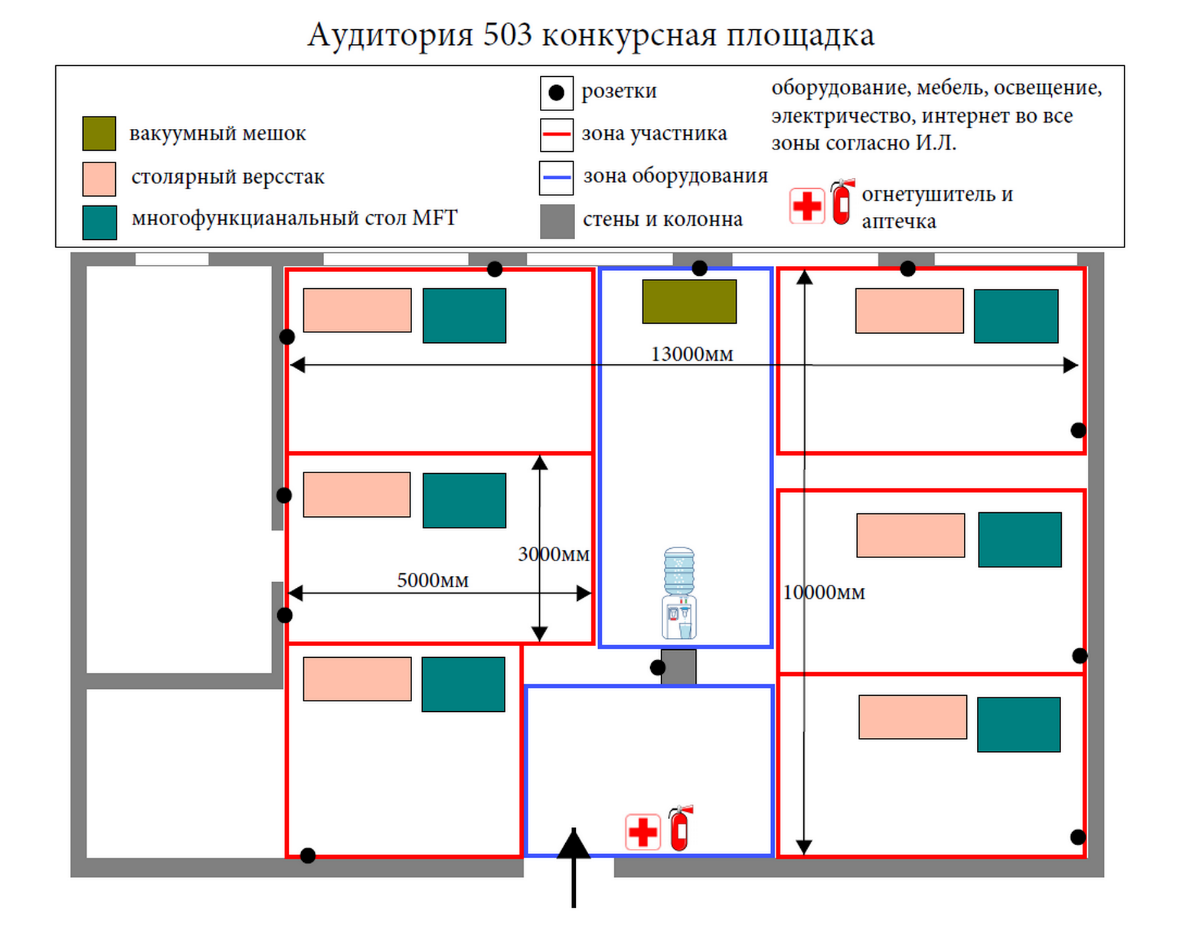 Аудитория 503 конкурсная площадка
вакуумный мешок
столярный версстак
многофункцианальный стол MFT
розетки
зона участника
зона оборудования
стены и колонна
оборудование, мебель, освещение,
электричество, интернет во все
зоны согласно И.Л.
огнетушитель и
аптечка
13000мм
3000мм
5000мм
10000мм